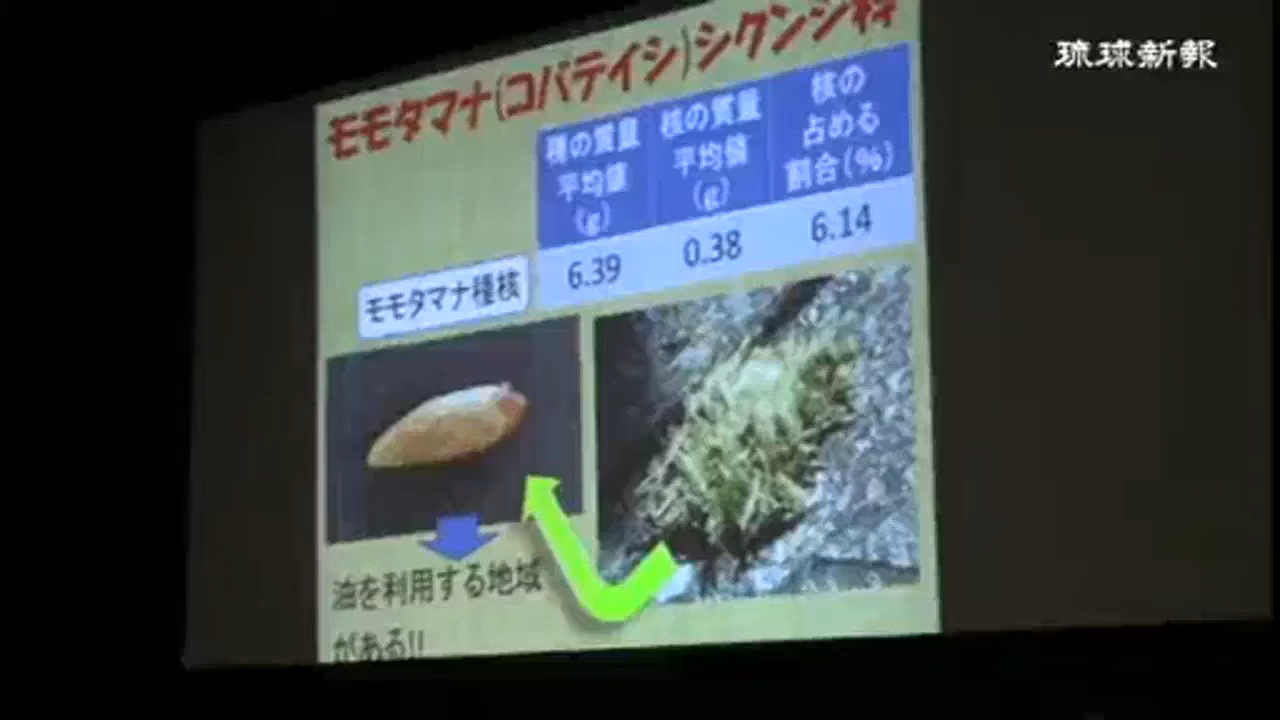 琉球新報
モモタマナ(コバテイシ)シクンシ科
種の質量
平均値
(g)
核の質量
平均値
(g)
核の
占める
割合(%)
モモタマナ種核
6.39
0.38
6.14
油を利用する地域
がある!!